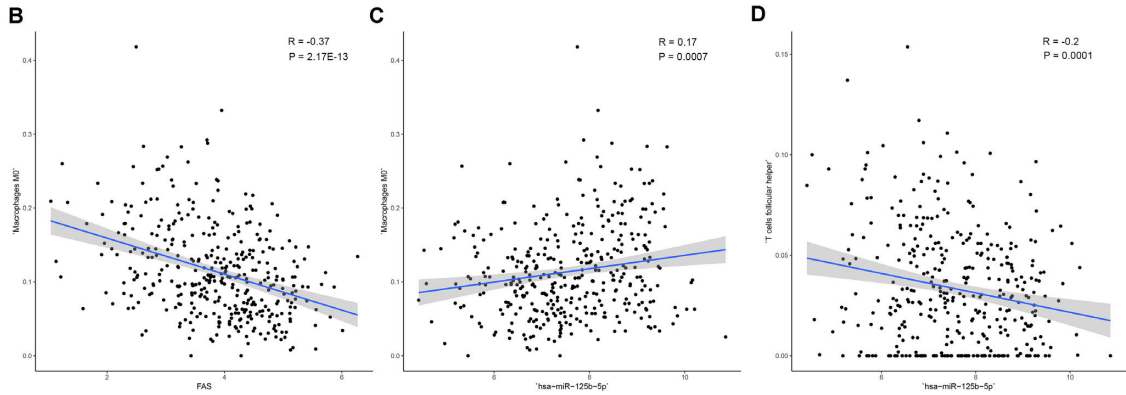 B
R = -0.37
P = 2.17E-13
0.4
0.3
0.2
0.1
0.0
`Macrophages M0`
2
4
6
FAS
C
R = 0.17
P = 0.0007
0.4
0.3
0.2
0.1
0.0
`Macrophages M0`
6
8
10
`hsa−miR−125b−5p`
D
R = -0.2
P = 0.0001
0.15
0.10
0.05
0.00
`T cells follicular helper`
6
8
10
`hsa−miR−125b−5p`